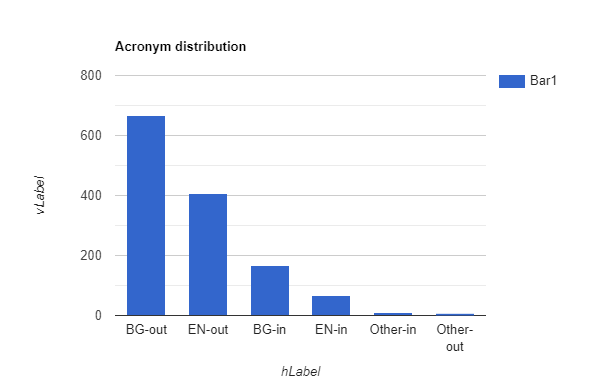 Acronym distribution
Bar1
800
600
400
200
0
vLabel
BG-out
EN-out
BG-in
EN-in
Other-in
Other-
out
hLabel